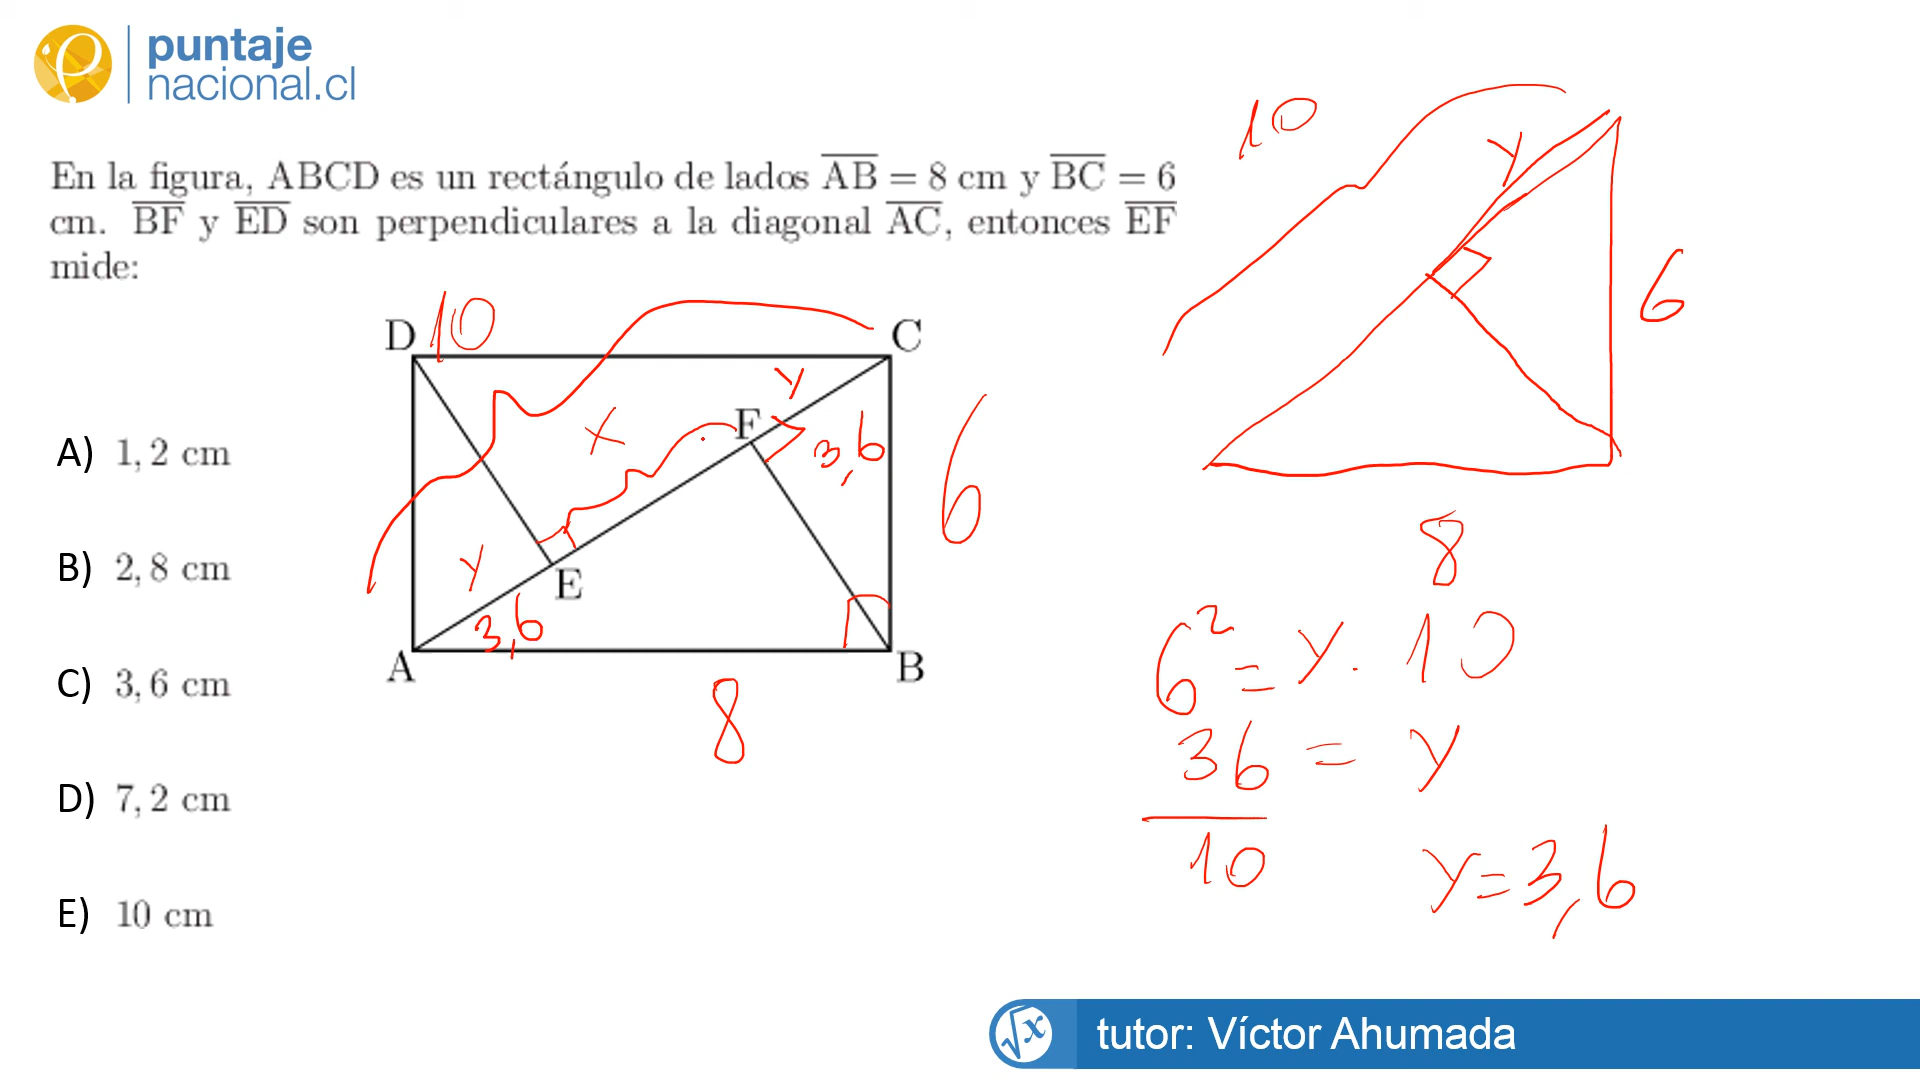 puntaje
nacional.cl
En la figura, ABCD es un rectángulo de lados AB = 8 cm y BC = 6
cm. BF y ED son perpendiculares a la diagonal AC, entonces EF
mide:
A) 1,2 cm
B) 2,8 cm
C) 3,6 cm
D) 7,2 cm
E) 10 cm
D
10
C
y
x
F
3,6
6
y
E
3,6
A
B
8
10
y
6
8
6² = y · 10
36 = y
10
y = 3,6
√x
tutor: Víctor Ahumada